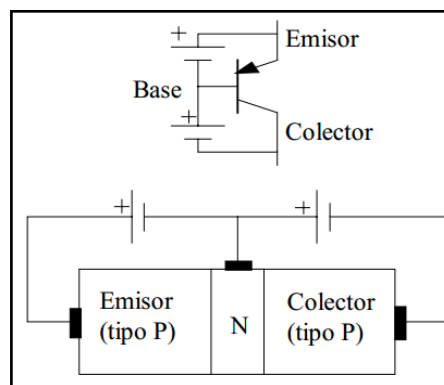 +
Emisor
Base
+
Colector
+
+
Emisor
(tipo P)
N
Colector
(tipo P)